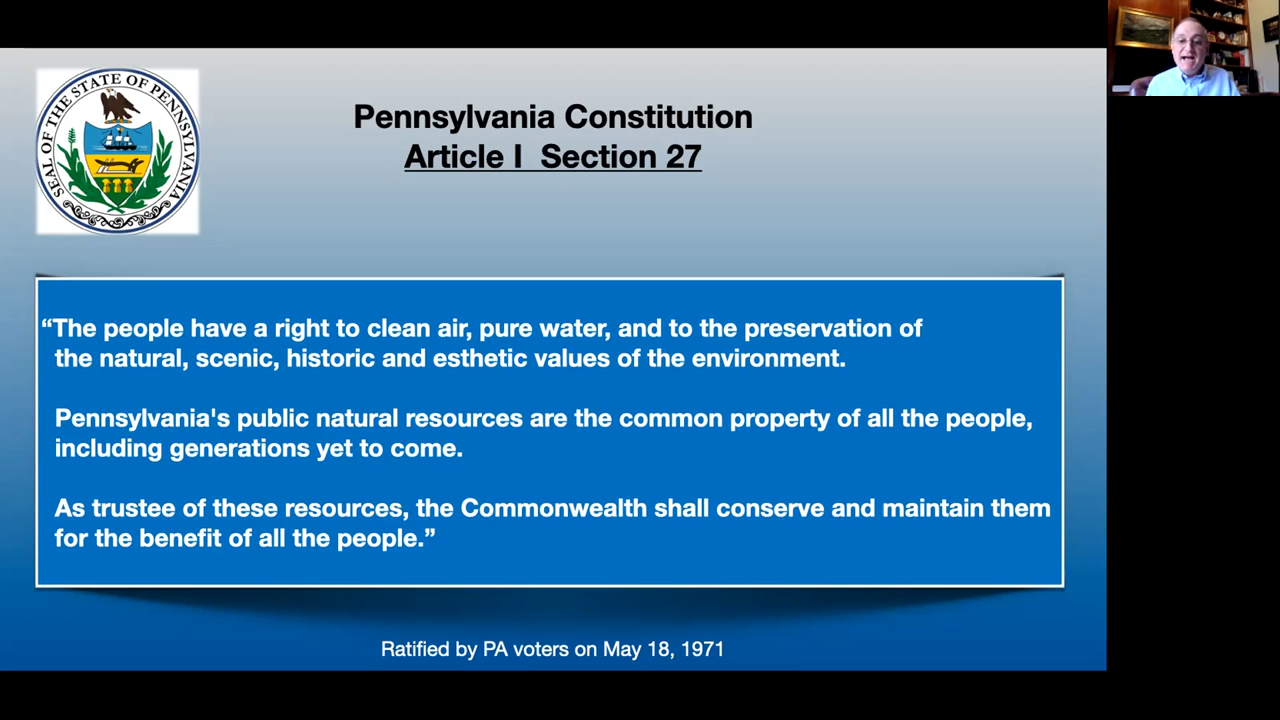 SEAL OF THE STATE OF PENNSYLVANIA
Pennsylvania Constitution
Article I  Section 27
“The people have a right to clean air, pure water, and to the preservation of
the natural, scenic, historic and esthetic values of the environment.
Pennsylvania's public natural resources are the common property of all the people,
including generations yet to come.
As trustee of these resources, the Commonwealth shall conserve and maintain them
for the benefit of all the people.”
Ratified by PA voters on May 18, 1971